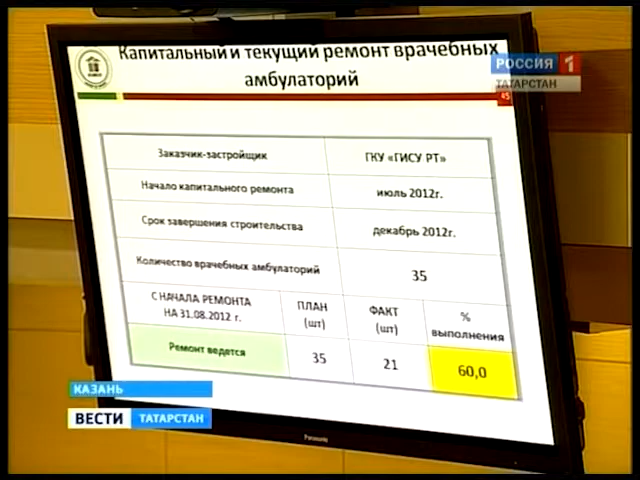 Капитальный и текущий ремонт врачебных
амбулаторий
РОССИЯ 1
ТАТАРСТАН
45
Заказчик-застройщик ГКУ «ГИСУ РТ»
Начало капитального ремонта июль 2012г.
Срок завершения строительства декабрь 2012г.
Количество врачебных амбулаторий 35
С НАЧАЛА РЕМОНТА ПЛАН ФАКТ %
НА 31.08.2012 г. (шт) (шт) выполнения
Ремонт ведется 35 21 60,0
КАЗАНЬ
ВЕСТИ ТАТАРСТАН
Panasonic